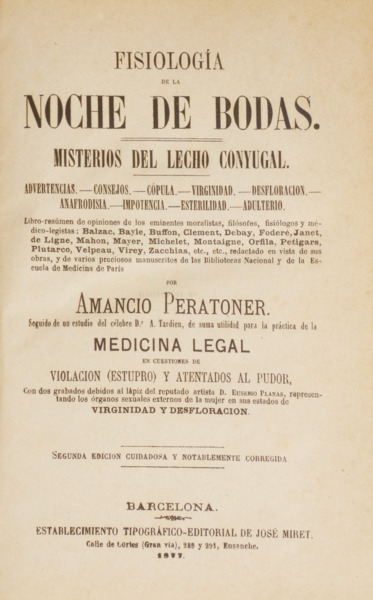 FISIOLOGÍA
DE LA
NOCHE DE BODAS.
MISTERIOS DEL LECHO CONYUGAL.
ADVERTENCIAS.—CONSEJOS.—CÓPULA.—VIRGINIDAD.—DESFLORACION.—
ANAFRODISIA.—IMPOTENCIA.—ESTERILIDAD.—ADULTERIO.
Libro-resúmen de opiniones de los eminentes moralistas, filósofos, fisiólogos y mé-
dico-legistas: Balzac, Bayle, Buffon, Clement, Debay, Foderé, Janet,
de Ligne, Mahon, Mayer, Michelet, Montaigne, Orfila, Petigars,
Plutarco, Velpeau, Virey, Zacchias, etc., etc., redactado en vista de sus
obras, y de varios preciosos manuscritos de las Bibliotecas Nacional y de la Es-
cuela de Medicina de Paris
POR
AMANCIO PERATONER.
Seguido de un estudio del célebre D.r A. Tardieu, de suma utilidad para la práctica de la
MEDICINA LEGAL
EN CUESTIONES DE
VIOLACION (ESTUPRO) Y ATENTADOS AL PUDOR,
Con dos grabados debidos al lápiz del reputado artista D. EUSEBIO PLANAS, represen-
tando los órganos sexuales externos de la mujer en sus estados de
VIRGINIDAD Y DESFLORACION.
SEGUNDA EDICION CUIDADOSA Y NOTABLEMENTE CORREGIDA.
BARCELONA.
ESTABLECIMIENTO TIPOGRÁFICO-EDITORIAL DE JOSÉ MIRET.
Calle de Cortes (Gran via), 289 y 291, Ensanche.
1877.